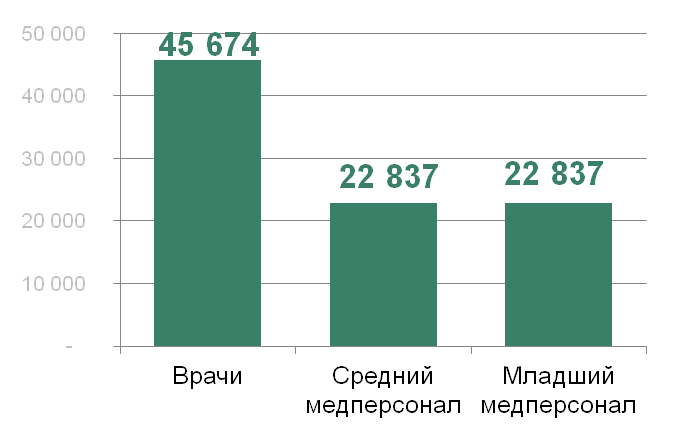 50 000
45 674
40 000
30 000
22 837
22 837
20 000
10 000
-
Врачи
Средний
медперсонал
Младший
медперсонал